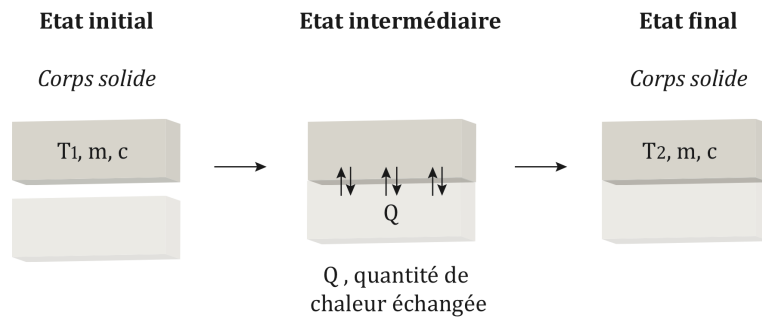 Etat initial
Etat intermédiaire
Etat final
Corps solide
Corps solide
T1, m, c
T2, m, c
Q
Q , quantité de
chaleur échangée